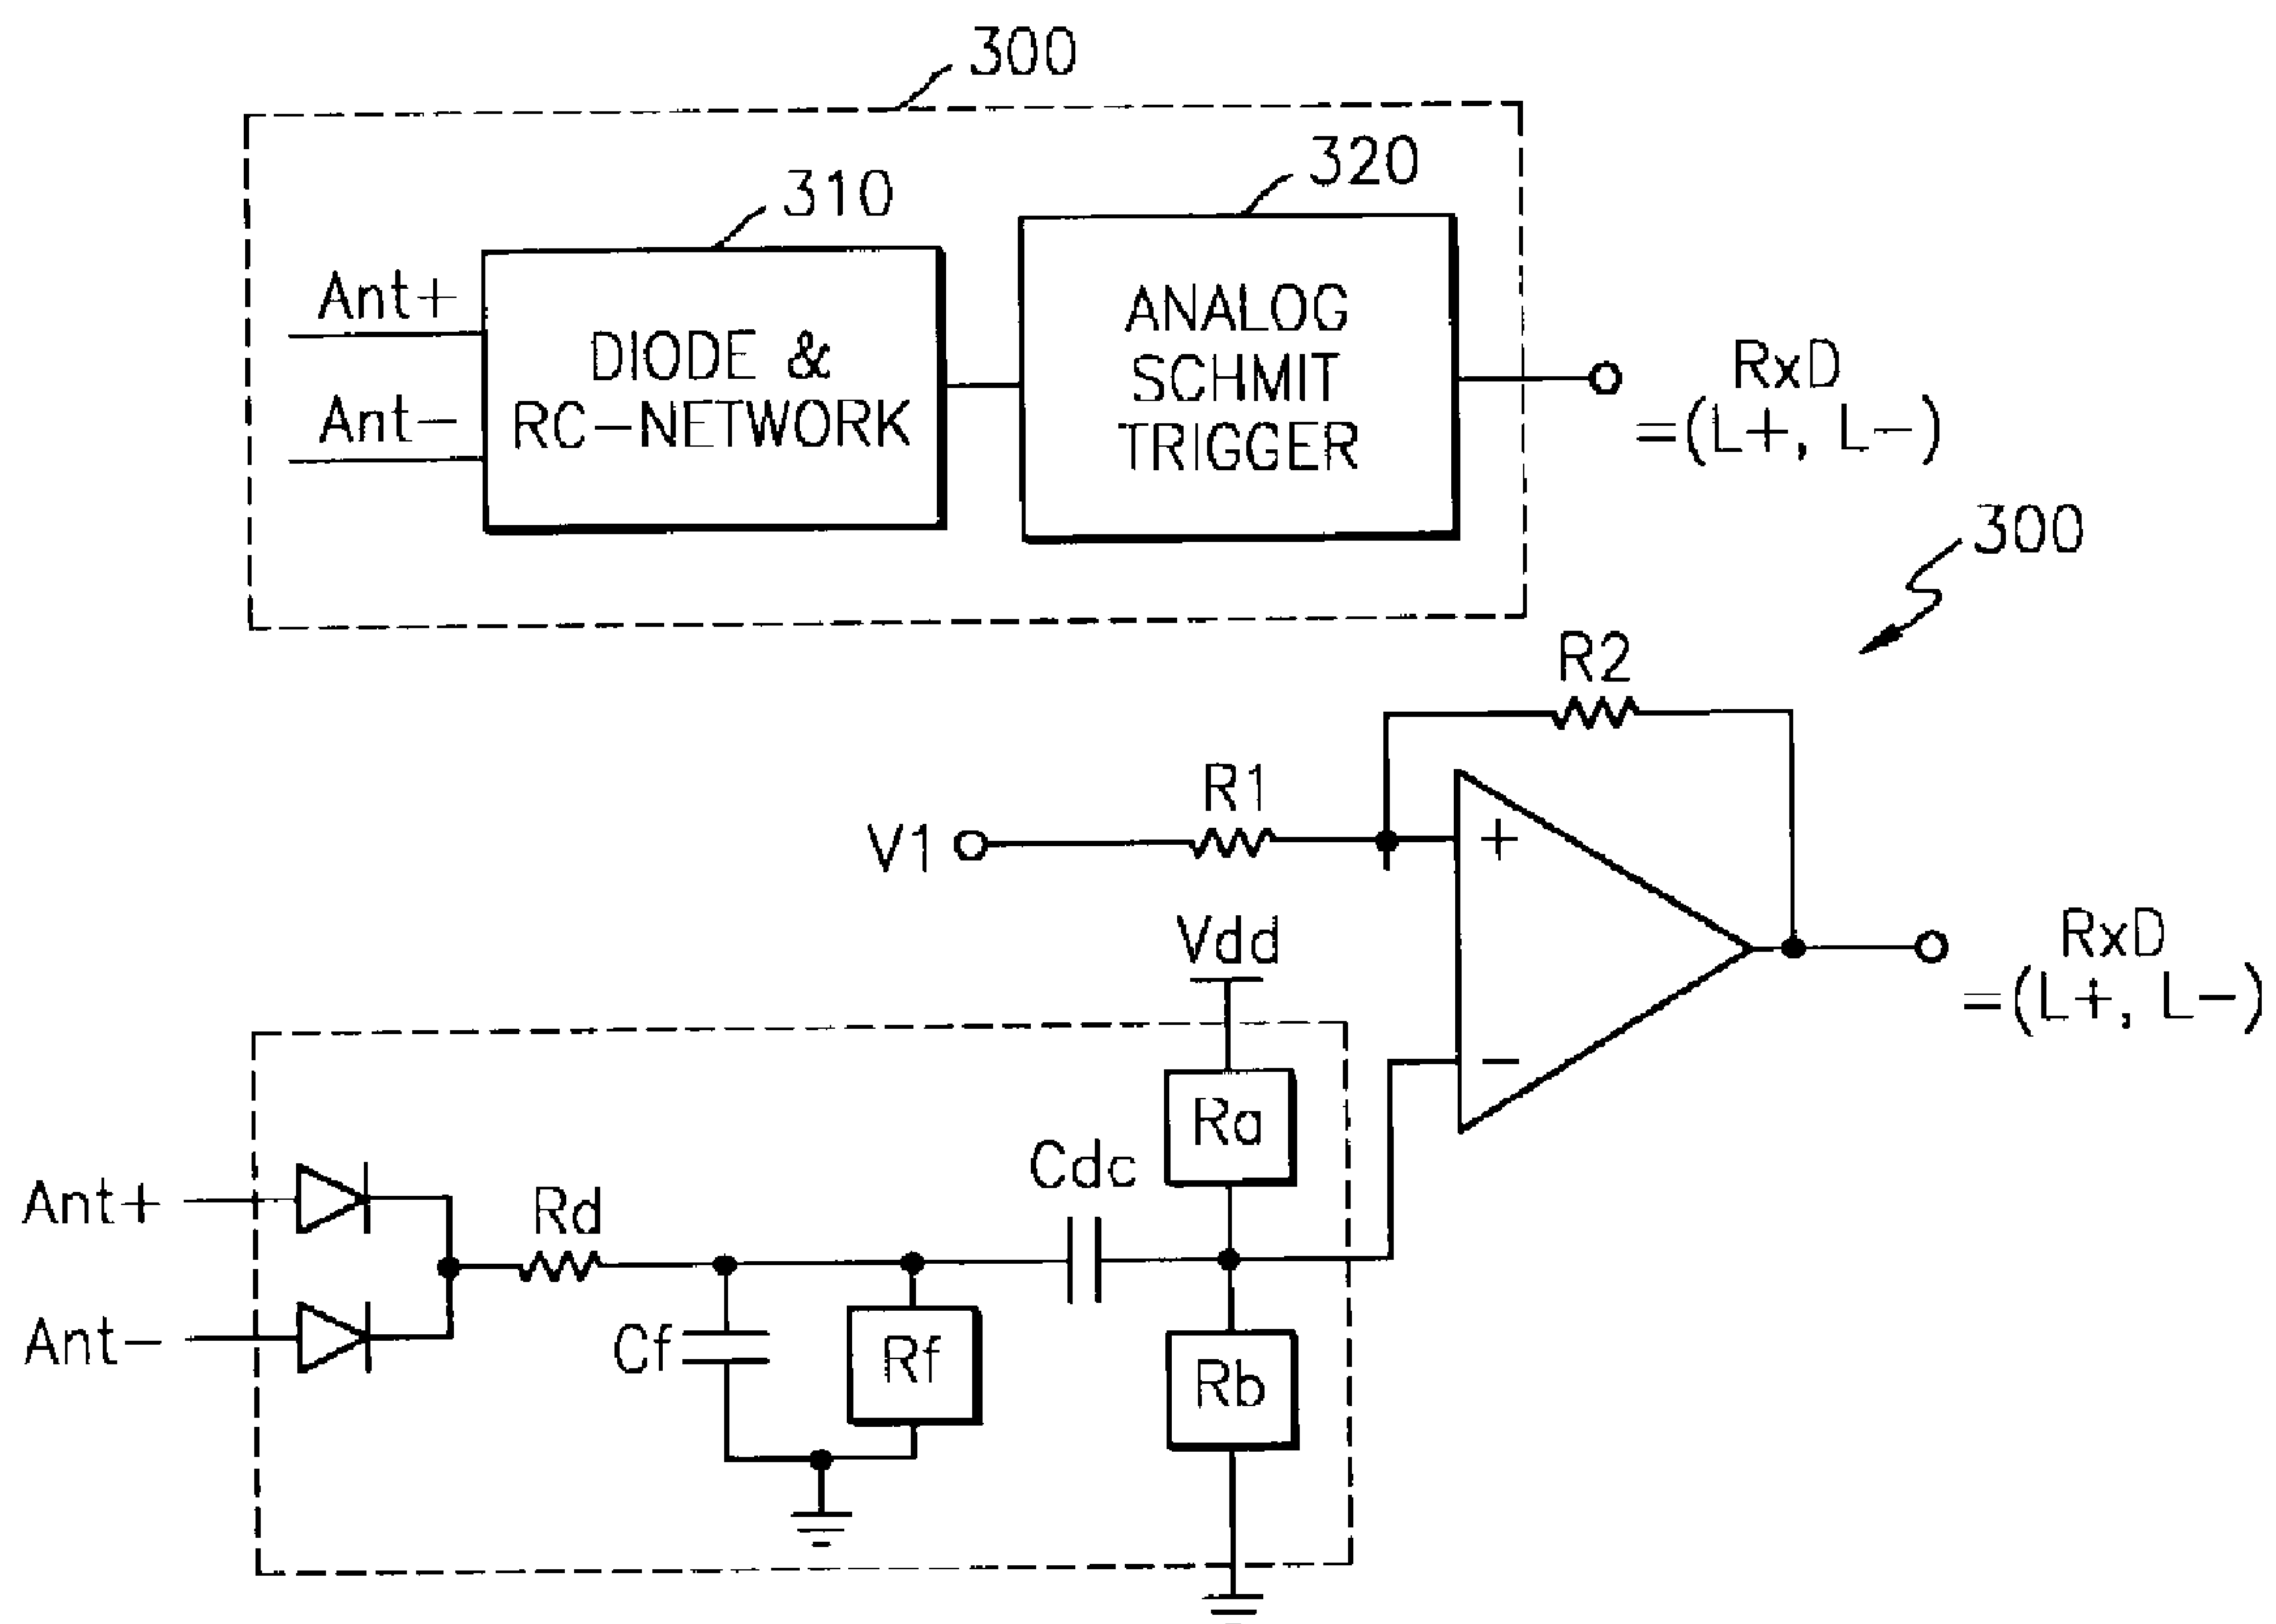 300
310
320
Ant+
Ant-
DIODE &
RC-NETWORK
ANALOG
SCHMIT
TRIGGER
RxD
=(L+, L-)
300
R2
R1
V1
+
-
Vdd
RxD
=(L+, L-)
Ra
Cdc
Ant+
Rd
Ant-
Cf
Rf
Rb